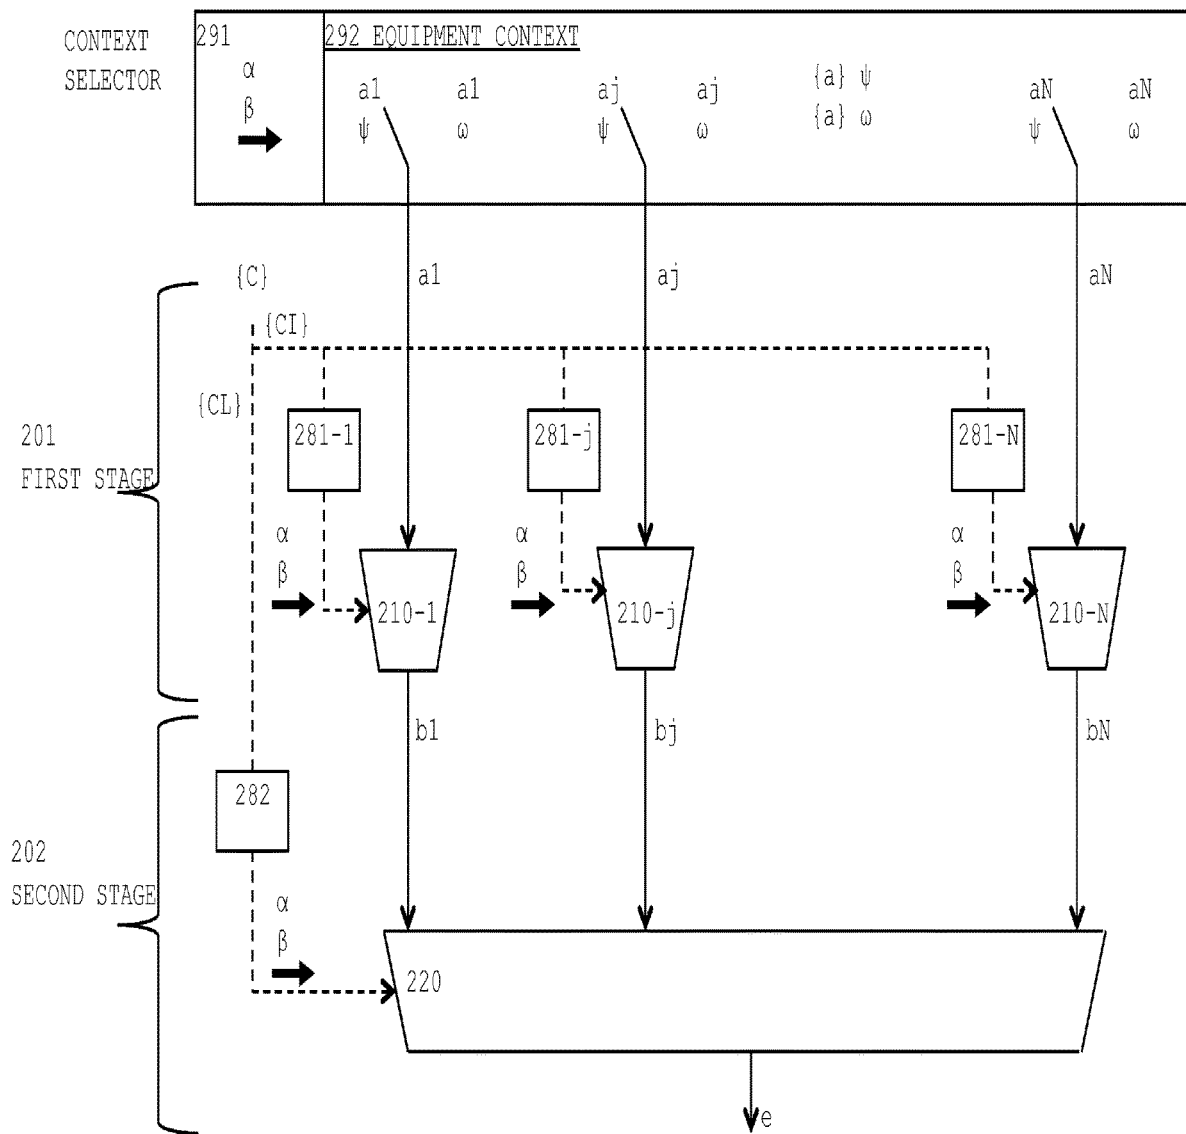 CONTEXT
SELECTOR
291
α
β
292 EQUIPMENT CONTEXT
a1
ψ
a1
ω
aj
ψ
aj
ω
{a} ψ
{a} ω
aN
ψ
aN
ω
{C}
a1
aj
aN
{CI}
{CL}
281-1
281-j
281-N
201
FIRST STAGE
α
β
α
β
α
β
210-1
210-j
210-N
b1
bj
bN
282
202
SECOND STAGE
α
β
220
e